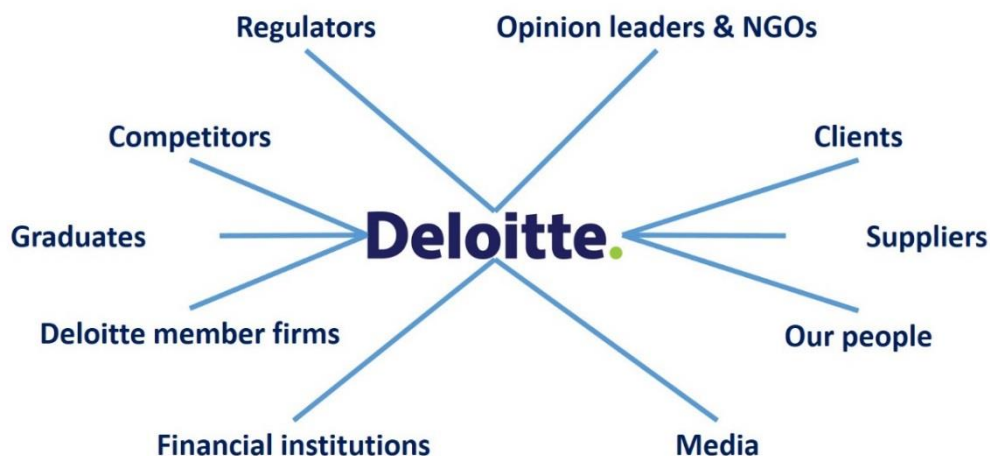 Regulators
Opinion leaders & NGOs
Competitors
Clients
Graduates
Deloitte.
Suppliers
Deloitte member firms
Our people
Financial institutions
Media